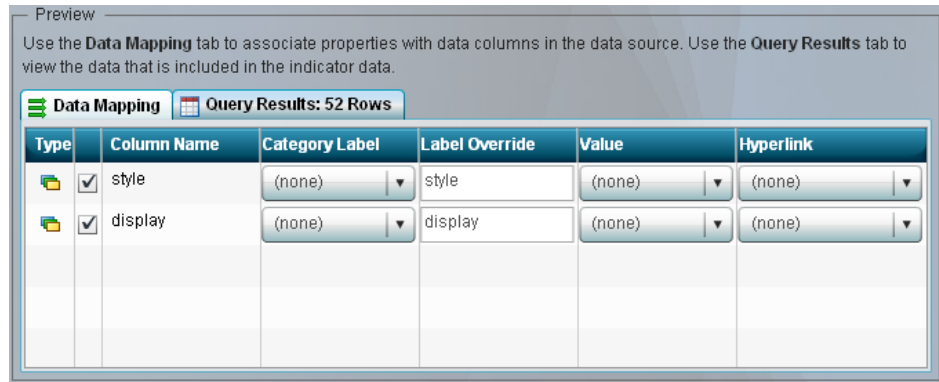 Preview
Use the Data Mapping tab to associate properties with data columns in the data source. Use the Query Results tab to
view the data that is included in the indicator data.
Data Mapping Query Results: 52 Rows
Type Column Name Category Label Label Override Value Hyperlink
style (none) style (none) (none)
display (none) display (none) (none)